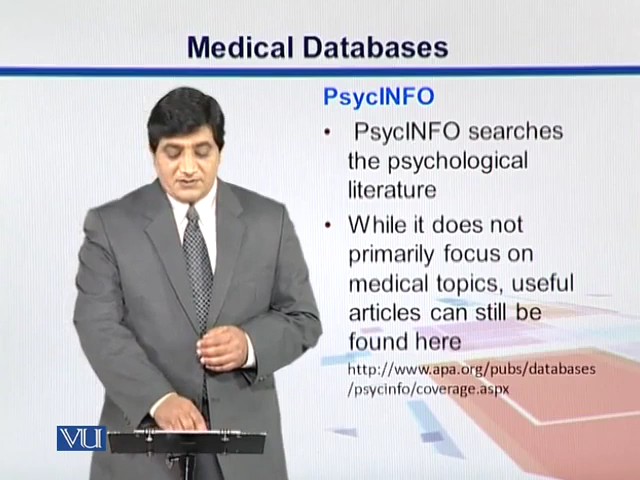 Medical Databases
PsycINFO
• PsycINFO searches
the psychological
literature
• While it does not
primarily focus on
medical topics, useful
articles can still be
found here
http://www.apa.org/pubs/databases
/psycinfo/coverage.aspx
VU